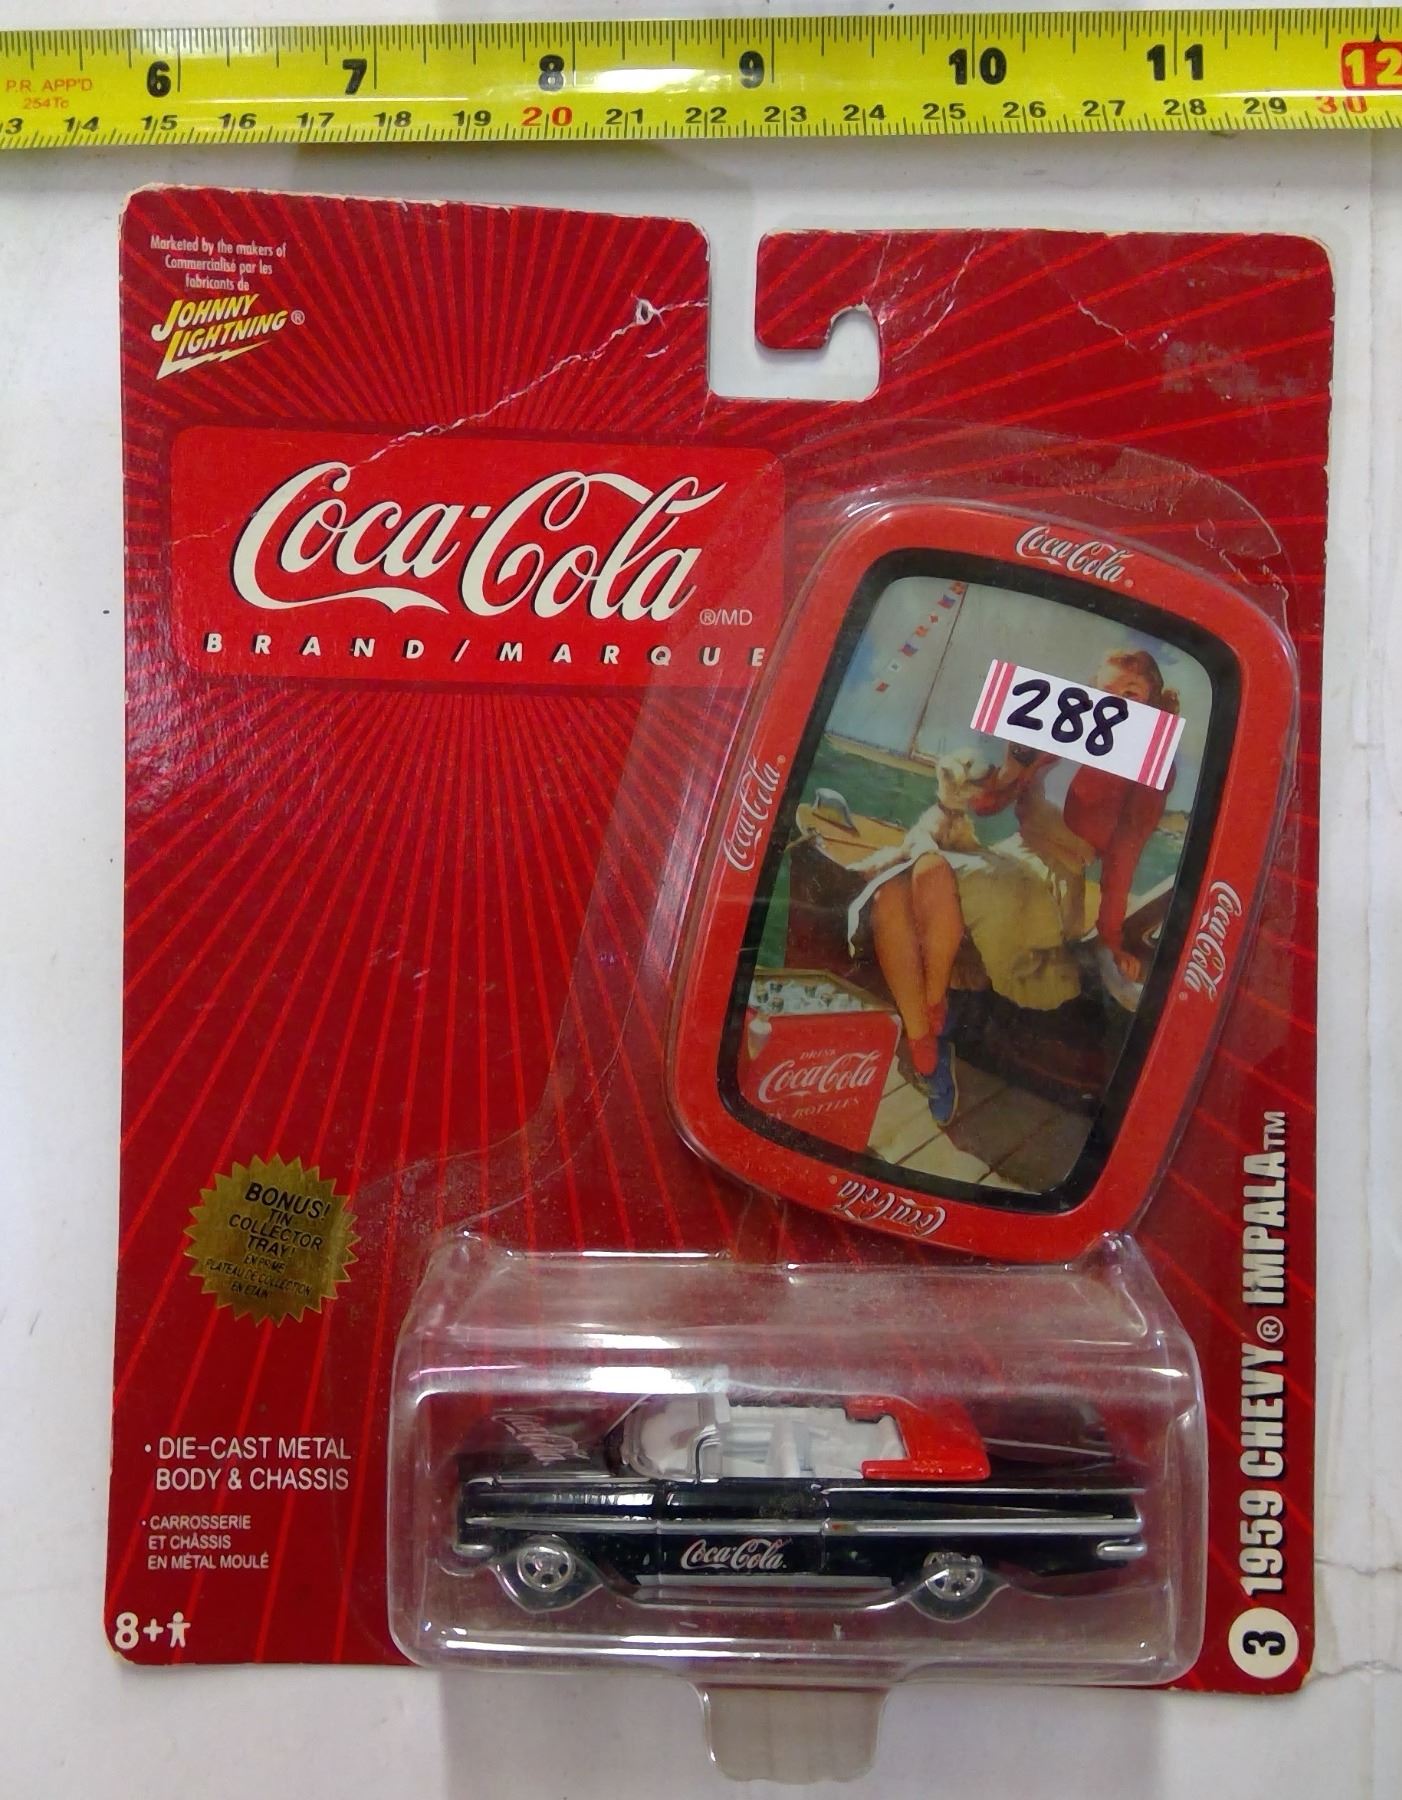 6 7 8 9 10 11 12
P.R. APP'D
254Tc
3 14 15 16 17 18 19 20 21 22 23 24 25 26 27 28 29 30
Marketed by the makers of
Commercialisé par les
fabricants de
JOHNNY
LIGHTNING®
Coca-Cola
®/MD
BRAND/MARQUE
Coca-Cola®
288
Coca-Cola®
Coca-Cola®
DRINK
Coca-Cola
IN BOTTLES
Coca-Cola®
BONUS!
TIN
COLLECTOR
TRAY!
EN PRIME
PLATEAU DE COLLECTION
EN ÉTAIN
• DIE-CAST METAL
BODY & CHASSIS
• CARROSSERIE
ET CHÂSSIS
EN MÉTAL MOULÉ
8+
Coca-Cola
Coca-Cola.
3 1959 CHEVY® IMPALA™